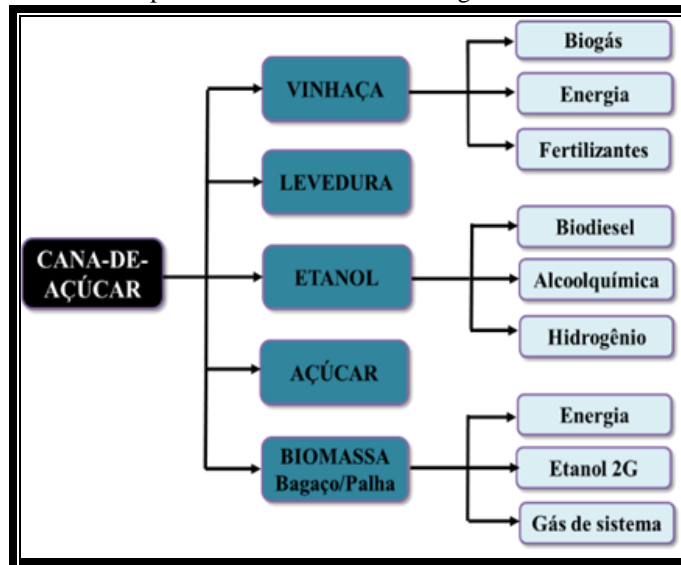 CANA-DE-
AÇÚCAR
VINHAÇA
Biogás
Energia
Fertilizantes
LEVEDURA
ETANOL
Biodiesel
Alcoolquímica
Hidrogênio
AÇÚCAR
BIOMASSA
Bagaço/Palha
Energia
Etanol 2G
Gás de sistema